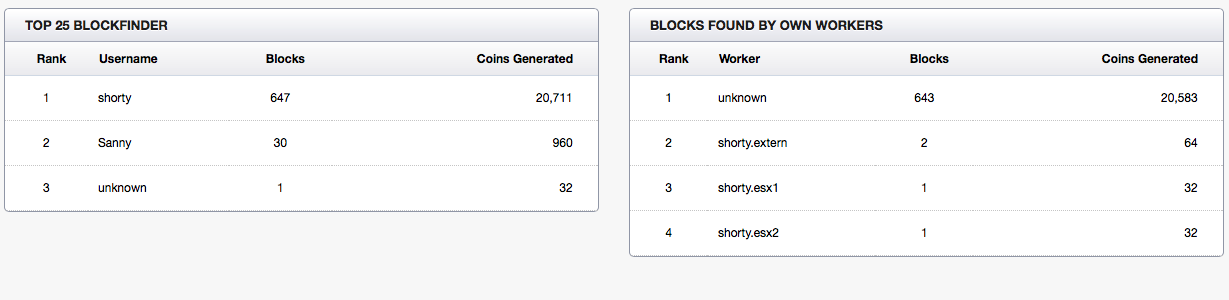 TOP 25 BLOCKFINDER
Rank Username Blocks Coins Generated
1 shorty 647 20,711
2 Sanny 30 960
3 unknown 1 32
BLOCKS FOUND BY OWN WORKERS
Rank Worker Blocks Coins Generated
1 unknown 643 20,583
2 shorty.extern 2 64
3 shorty.esx1 1 32
4 shorty.esx2 1 32